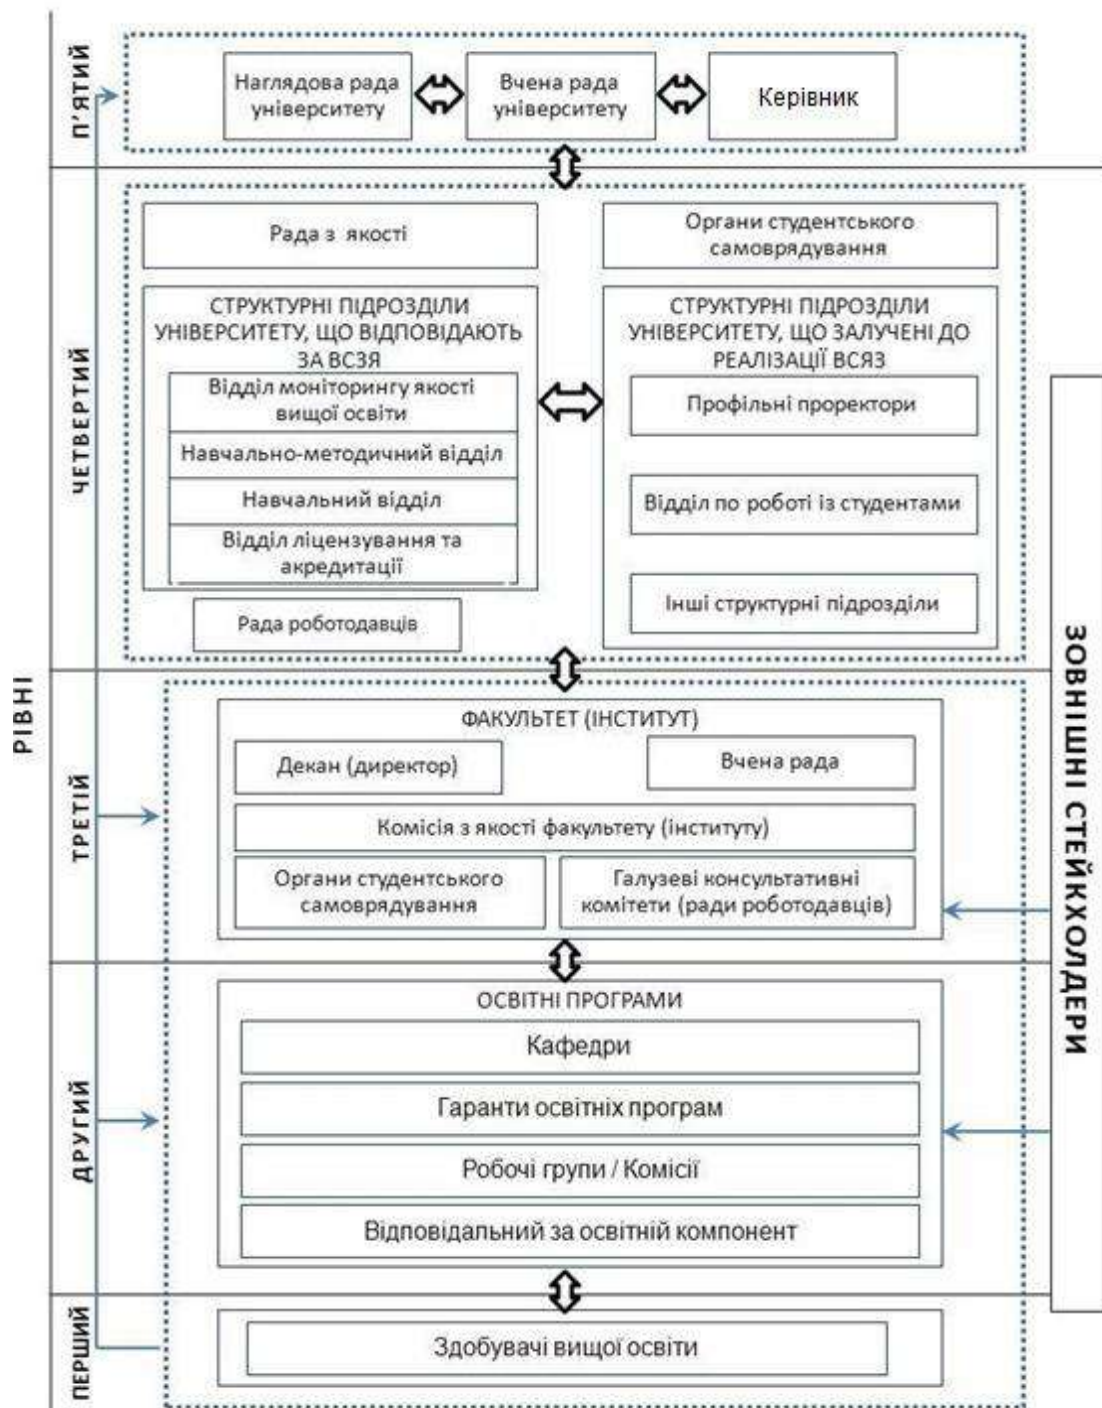 РІВНІ
П'ЯТИЙ
Наглядова рада
університету
Вчена рада
університету
Керівник
ЧЕТВЕРТИЙ
Рада з якості
Органи студентського
самоврядування
СТРУКТУРНІ ПІДРОЗДІЛИ
УНІВЕРСИТЕТУ, ЩО ВІДПОВІДАЮТЬ
ЗА ВСЗЯ
Відділ моніторингу якості
вищої освіти
Навчально-методичний відділ
Навчальний відділ
Відділ ліцензування та
акредитації
Рада роботодавців
СТРУКТУРНІ ПІДРОЗДІЛИ
УНІВЕРСИТЕТУ, ЩО ЗАЛУЧЕНІ ДО
РЕАЛІЗАЦІЇ ВСЯЗ
Профільні проректори
Відділ по роботі із студентами
Інші структурні підрозділи
ТРЕТІЙ
ФАКУЛЬТЕТ (ІНСТИТУТ)
Декан (директор)
Вчена рада
Комісія з якості факультету (інституту)
Органи студентського
самоврядування
Галузеві консультативні
комітети (ради роботодавців)
ДРУГИЙ
ОСВІТНІ ПРОГРАМИ
Кафедри
Гаранти освітніх програм
Робочі групи / Комісії
Відповідальний за освітній компонент
ПЕРШИЙ
Здобувачі вищої освіти
ЗОВНІШНІ СТЕЙКХОЛДЕРИ